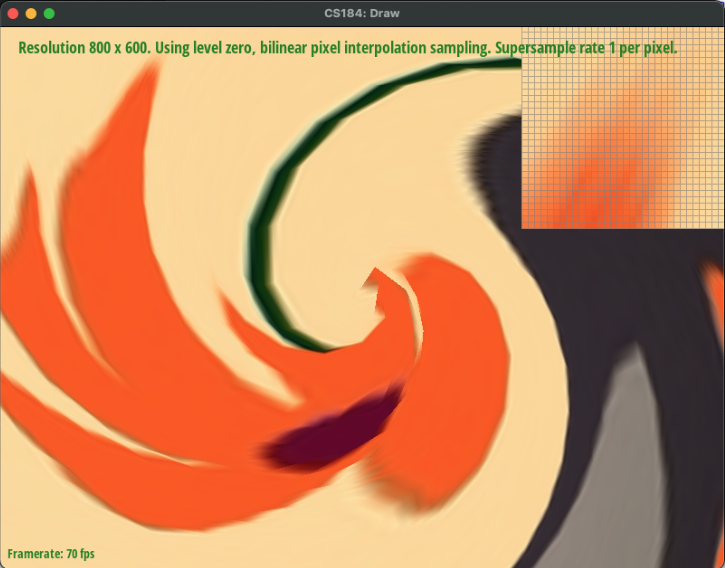 CS184: Draw
Resolution 800 x 600. Using level zero, bilinear pixel interpolation sampling. Supersample rate 1 per pixel.
Framerate: 70 fps